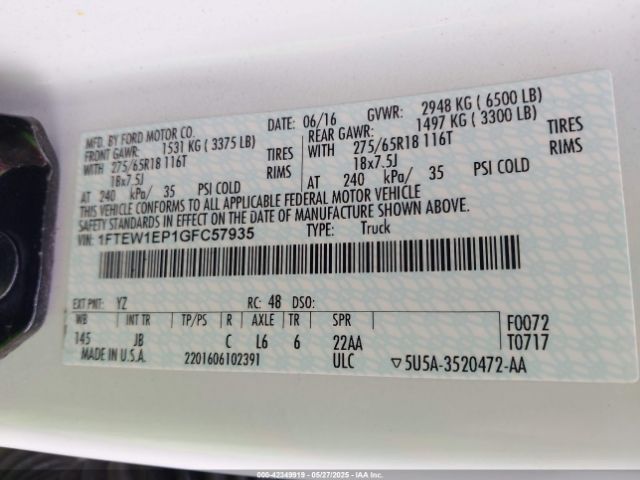 MFD. BY FORD MOTOR CO. DATE: 06/16 GVWR: 2948 KG ( 6500 LB)
FRONT GAWR: 1531 KG ( 3375 LB) REAR GAWR: 1497 KG ( 3300 LB)
WITH 275/65R18 116T TIRES WITH 275/65R18 116T TIRES
18x7.5J RIMS 18x7.5J RIMS
AT 240 kPa/ 35 PSI COLD AT 240 kPa/ 35 PSI COLD
THIS VEHICLE CONFORMS TO ALL APPLICABLE FEDERAL MOTOR VEHICLE
SAFETY STANDARDS IN EFFECT ON THE DATE OF MANUFACTURE SHOWN ABOVE.
VIN: 1FTEW1EP1GFC57935 TYPE: Truck
EXT PNT: YZ RC: 48 DSO:
WB INT TR TP/PS R AXLE TR SPR F0072
145 JB C L6 6 22AA T0717
MADE IN U.S.A. 2201606102391 ULC ▽5U5A-3520472-AA
000-42349919 - 05/27/2025 - IAA Inc.